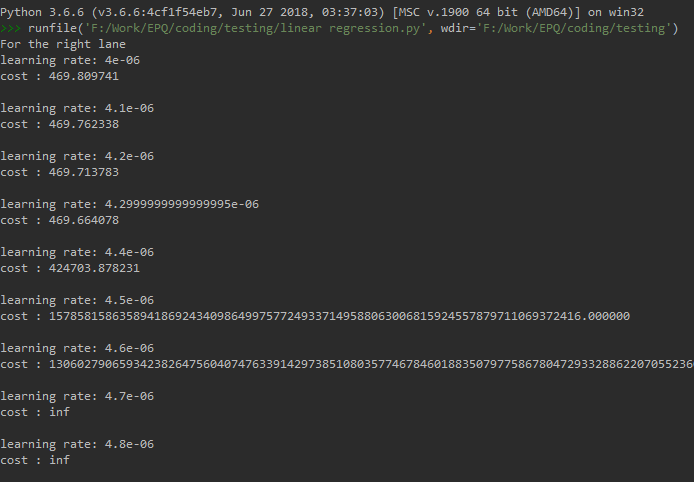 Python 3.6.6 (v3.6.6:4cf1f54eb7, Jun 27 2018, 03:37:03) [MSC v.1900 64 bit (AMD64)] on win32
>>> runfile('F:/Work/EPQ/coding/testing/linear regression.py', wdir='F:/Work/EPQ/coding/testing')
For the right lane
learning rate: 4e-06
cost : 469.809741
learning rate: 4.1e-06
cost : 469.762338
learning rate: 4.2e-06
cost : 469.713783
learning rate: 4.2999999999999995e-06
cost : 469.664078
learning rate: 4.4e-06
cost : 424703.878231
learning rate: 4.5e-06
cost : 1578581586358941869243409864997577249337149588063006815924557879711069372416.000000
learning rate: 4.6e-06
cost : 130602790659342382647560407476339142973851080357746784601883507977586780472933288622070552366
learning rate: 4.7e-06
cost : inf
learning rate: 4.8e-06
cost : inf